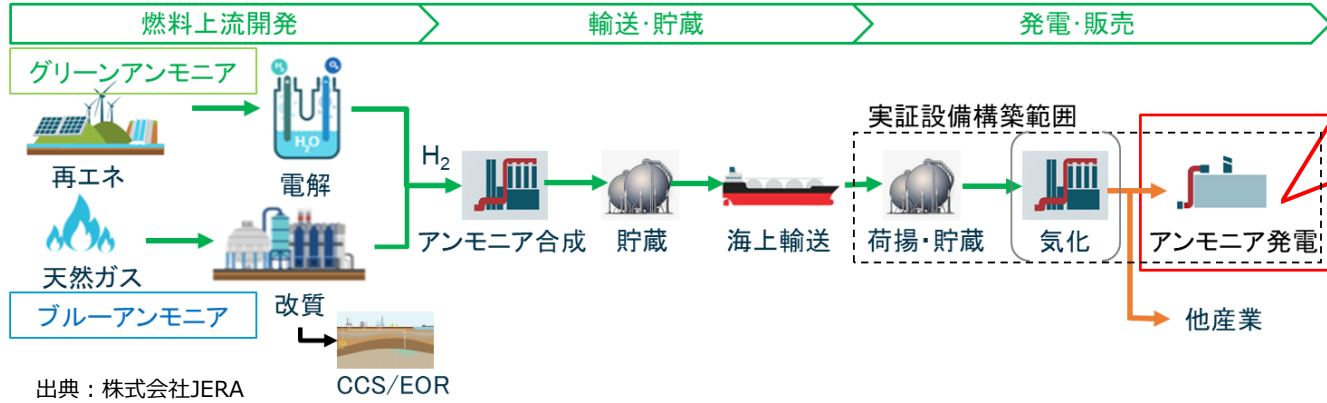 燃料上流開発
輸送・貯蔵
発電・販売
グリーンアンモニア
H₂
O₂
H₂O
再エネ
電解
天然ガス
改質
ブルーアンモニア
CCS/EOR
H₂
アンモニア合成
貯蔵
海上輸送
実証設備構築範囲
荷揚・貯蔵
気化
アンモニア発電
他産業
出典：株式会社JERA